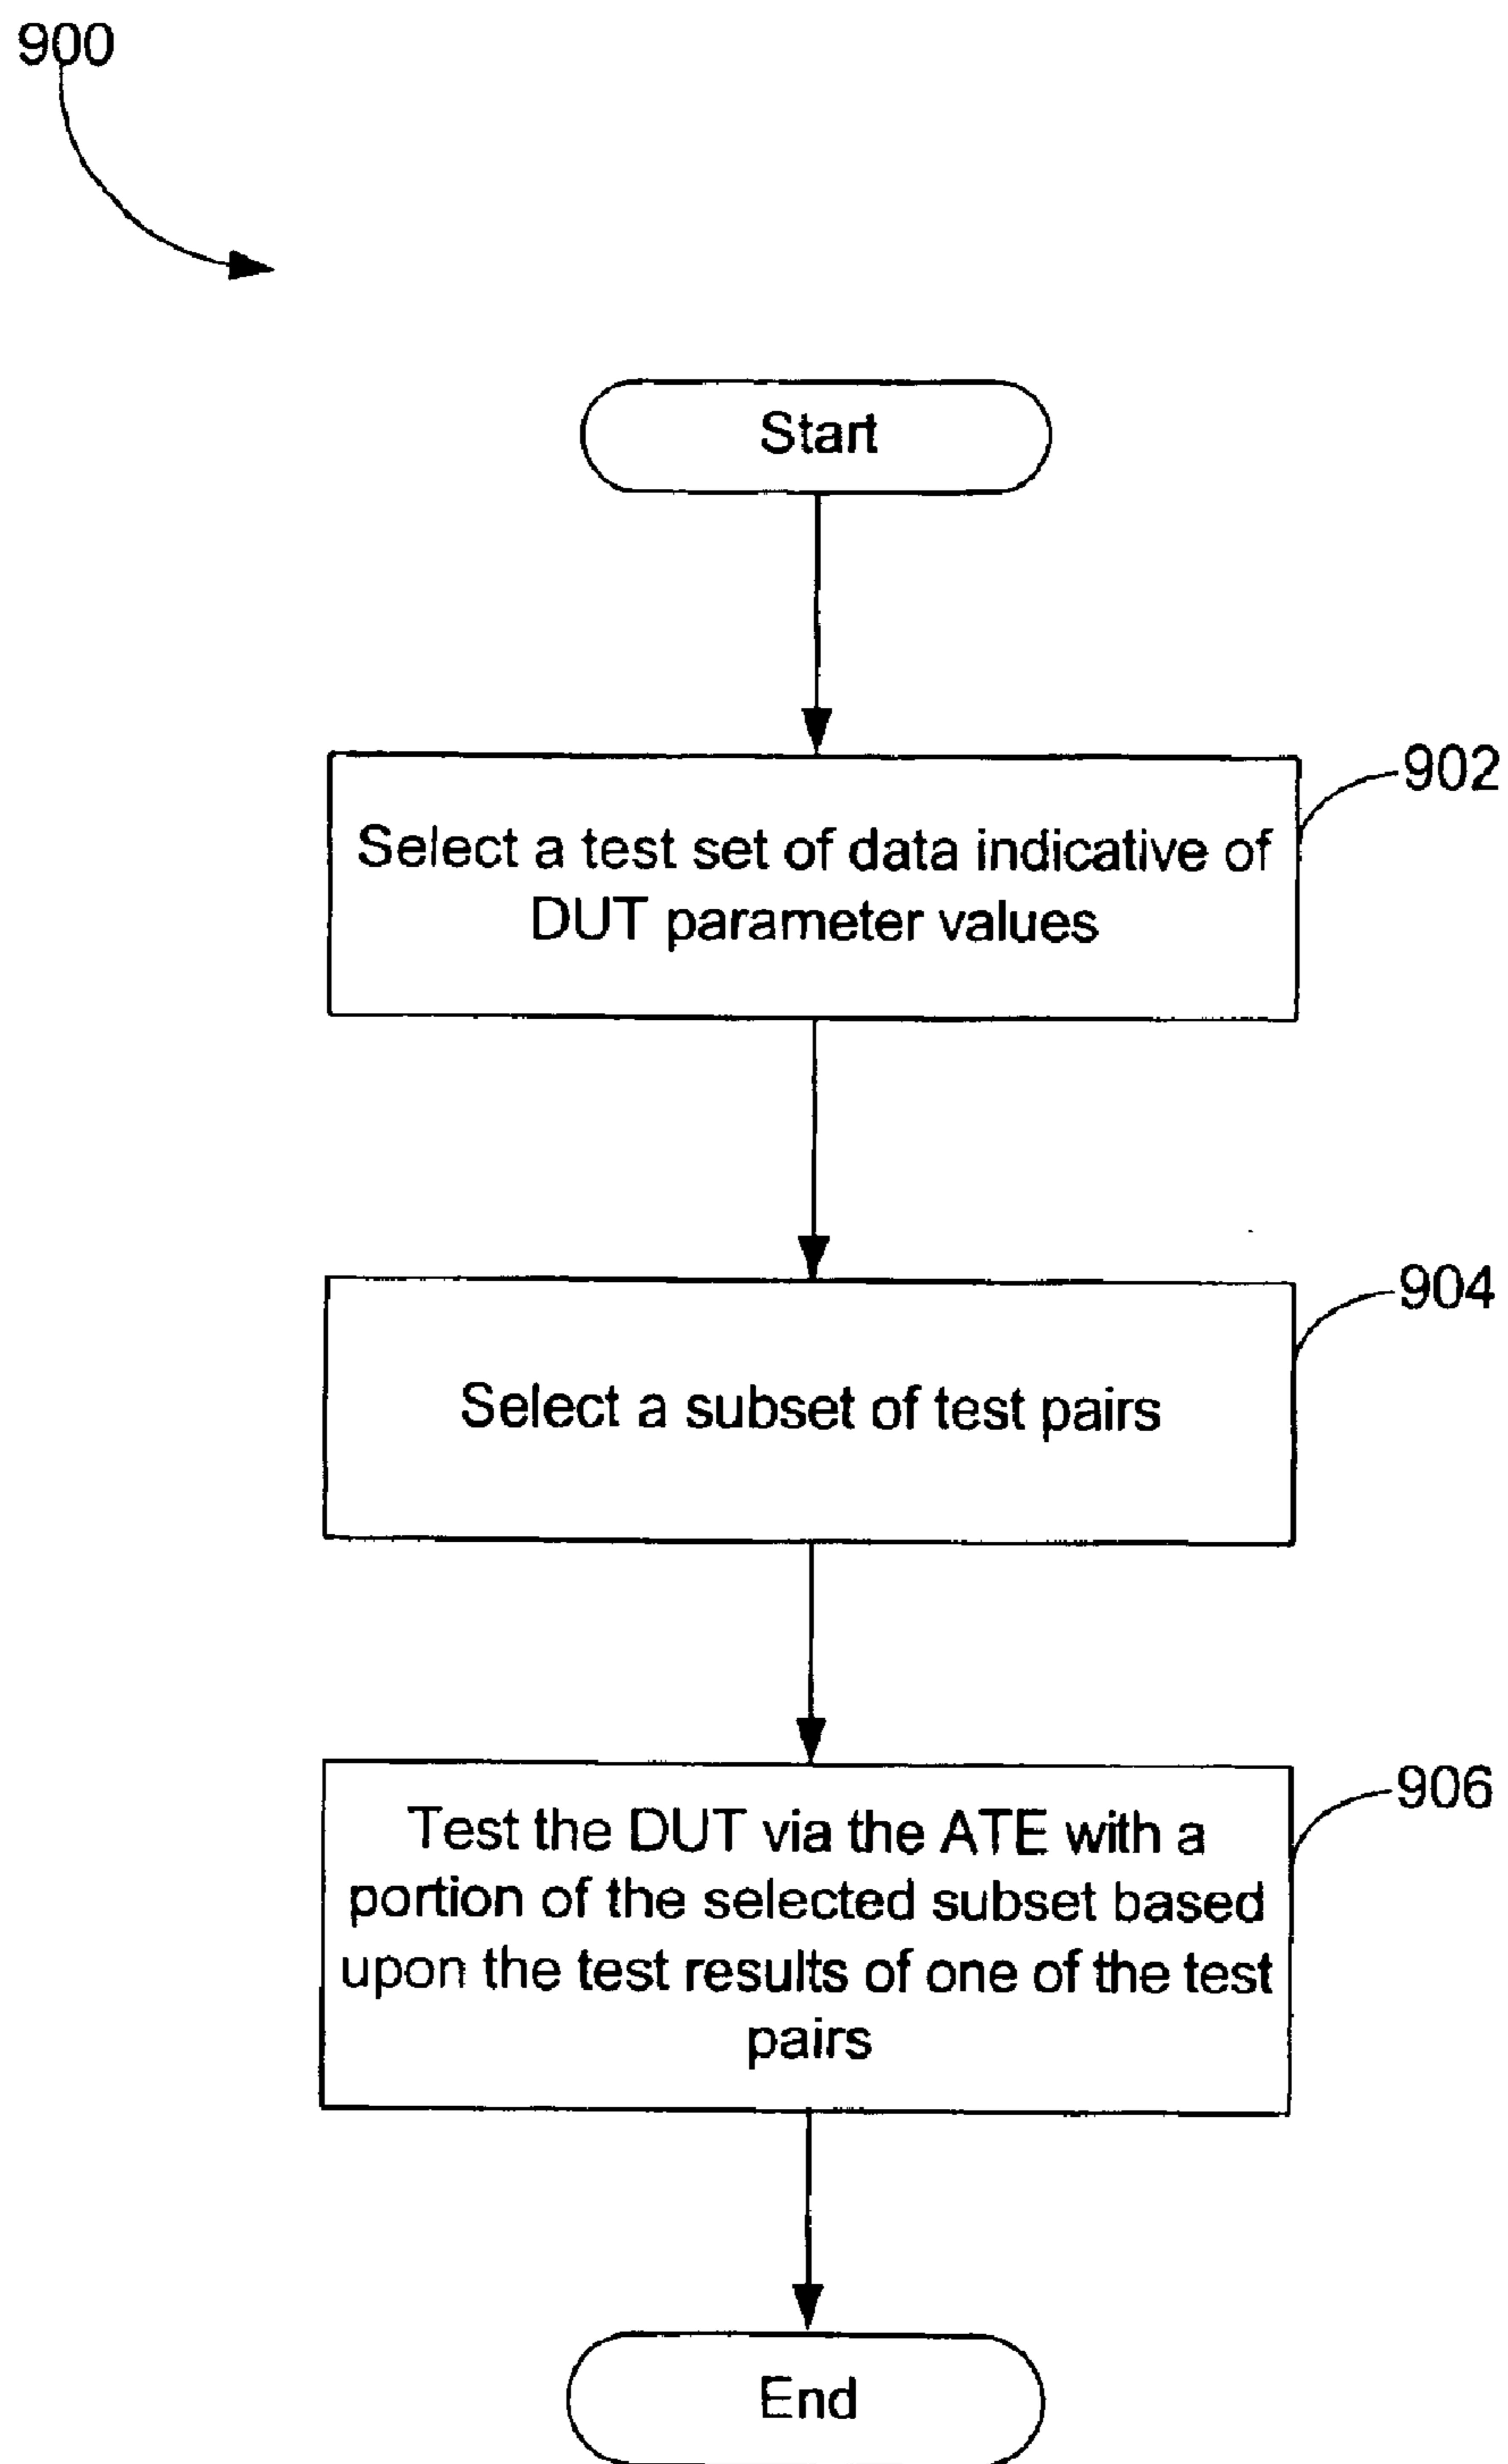 900
Start
902
Select a test set of data indicative of
DUT parameter values
904
Select a subset of test pairs
906
Test the DUT via the ATE with a
portion of the selected subset based
upon the test results of one of the test
pairs
End